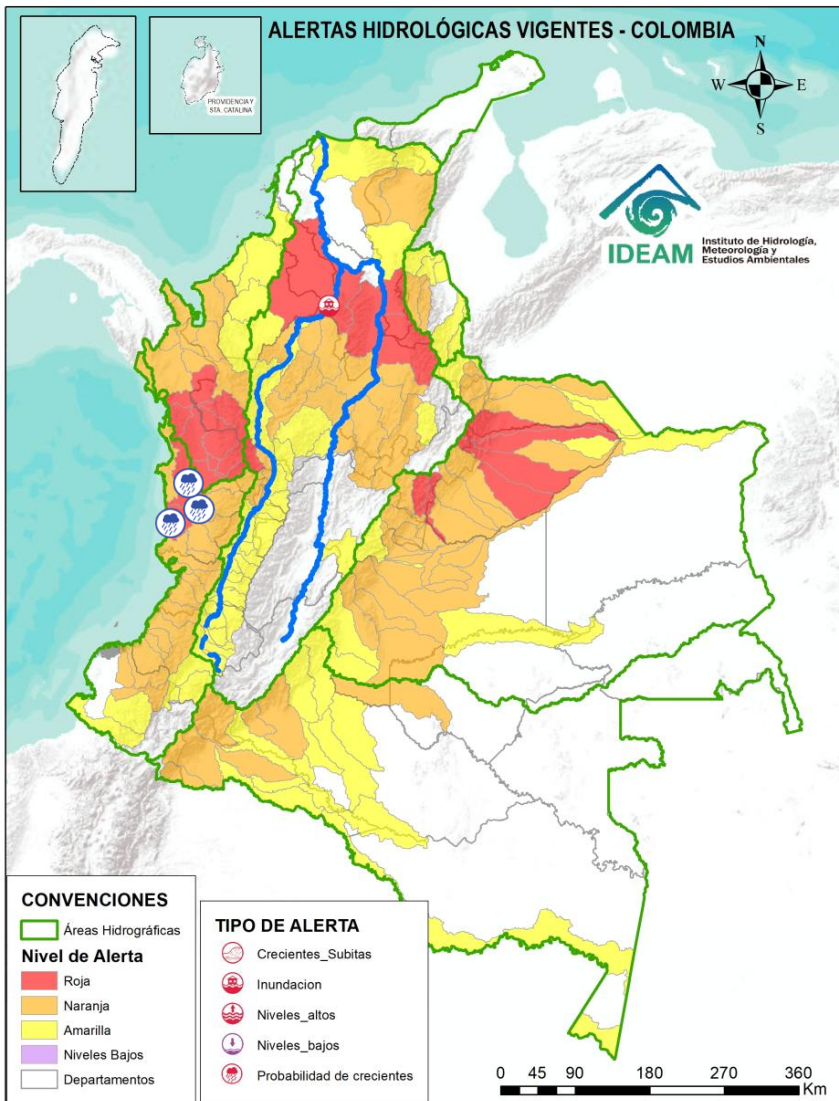 ALERTAS HIDROLÓGICAS VIGENTES - COLOMBIA
PROVIDENCIA Y
STA. CATALINA
N
W
E
S
IDEAM
Instituto de Hidrología,
Meteorología y
Estudios Ambientales
CONVENCIONES
Áreas Hidrográficas
Nivel de Alerta
Roja
Naranja
Amarilla
Niveles Bajos
Departamentos
TIPO DE ALERTA
Crecientes_Subitas
Inundacion
Niveles_altos
Niveles_bajos
Probabilidad de crecientes
0 45 90 180 270 360
Km